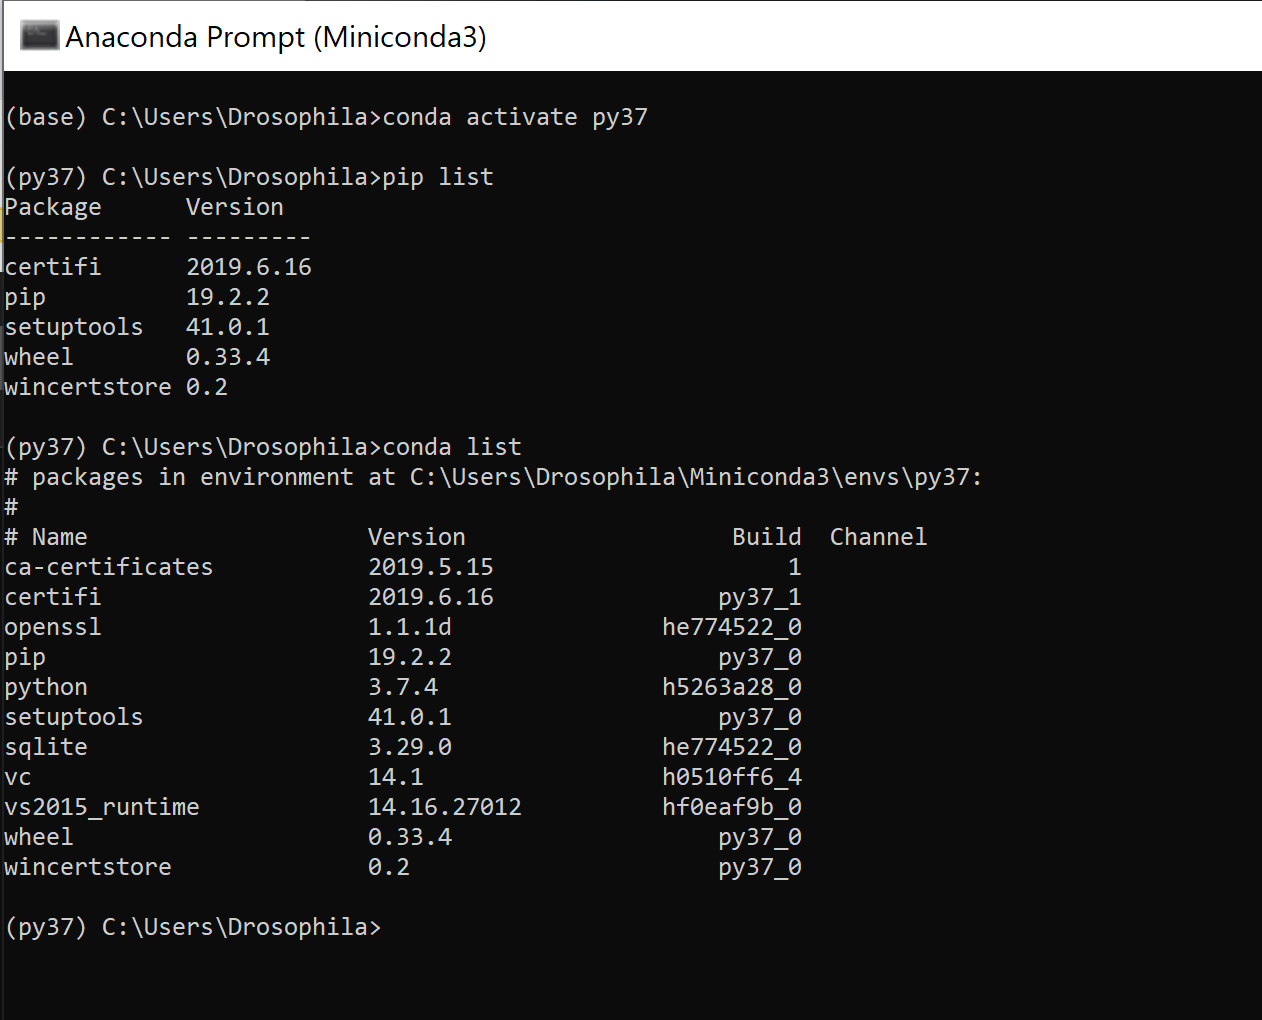 Anaconda Prompt (Miniconda3)
(base) C:\Users\Drosophila>conda activate py37
(py37) C:\Users\Drosophila>pip list
Package      Version
------------ ---------
certifi      2019.6.16
pip          19.2.2
setuptools   41.0.1
wheel        0.33.4
wincertstore 0.2
(py37) C:\Users\Drosophila>conda list
# packages in environment at C:\Users\Drosophila\Miniconda3\envs\py37:
#
# Name                    Version                   Build  Channel
ca-certificates           2019.5.15                     1
certifi                   2019.6.16                py37_1
openssl                   1.1.1d               he774522_0
pip                       19.2.2                   py37_0
python                    3.7.4                h5263a28_0
setuptools                41.0.1                   py37_0
sqlite                    3.29.0               he774522_0
vc                        14.1                 h0510ff6_4
vs2015_runtime            14.16.27012          hf0eaf9b_0
wheel                     0.33.4                   py37_0
wincertstore              0.2                      py37_0
(py37) C:\Users\Drosophila>